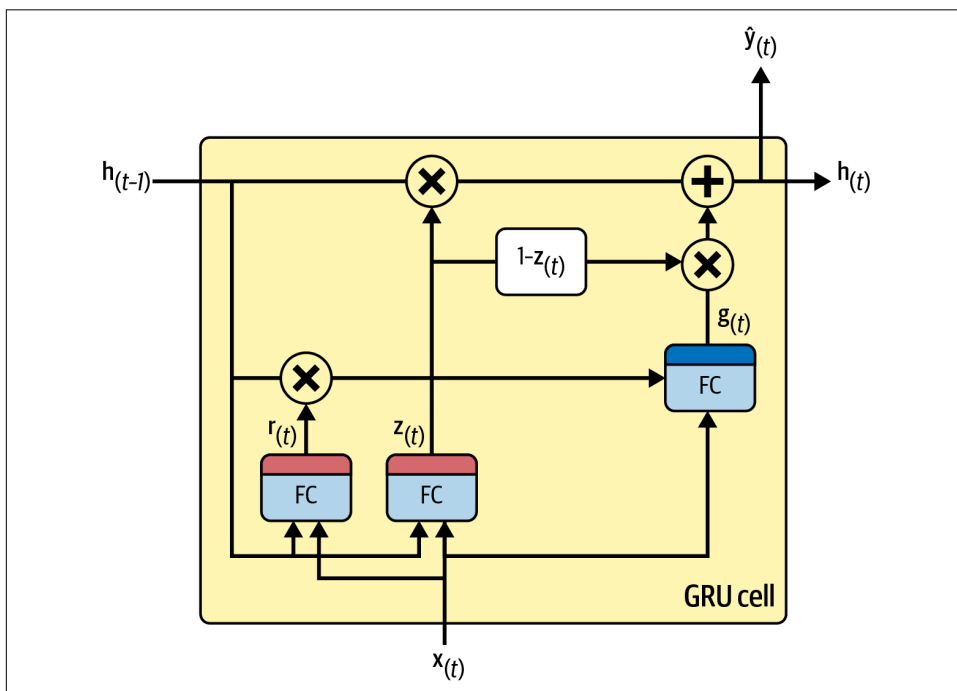 ŷ(t)
h(t–1)
h(t)
1–z(t)
g(t)
FC
r(t)
z(t)
FC
FC
GRU cell
x(t)